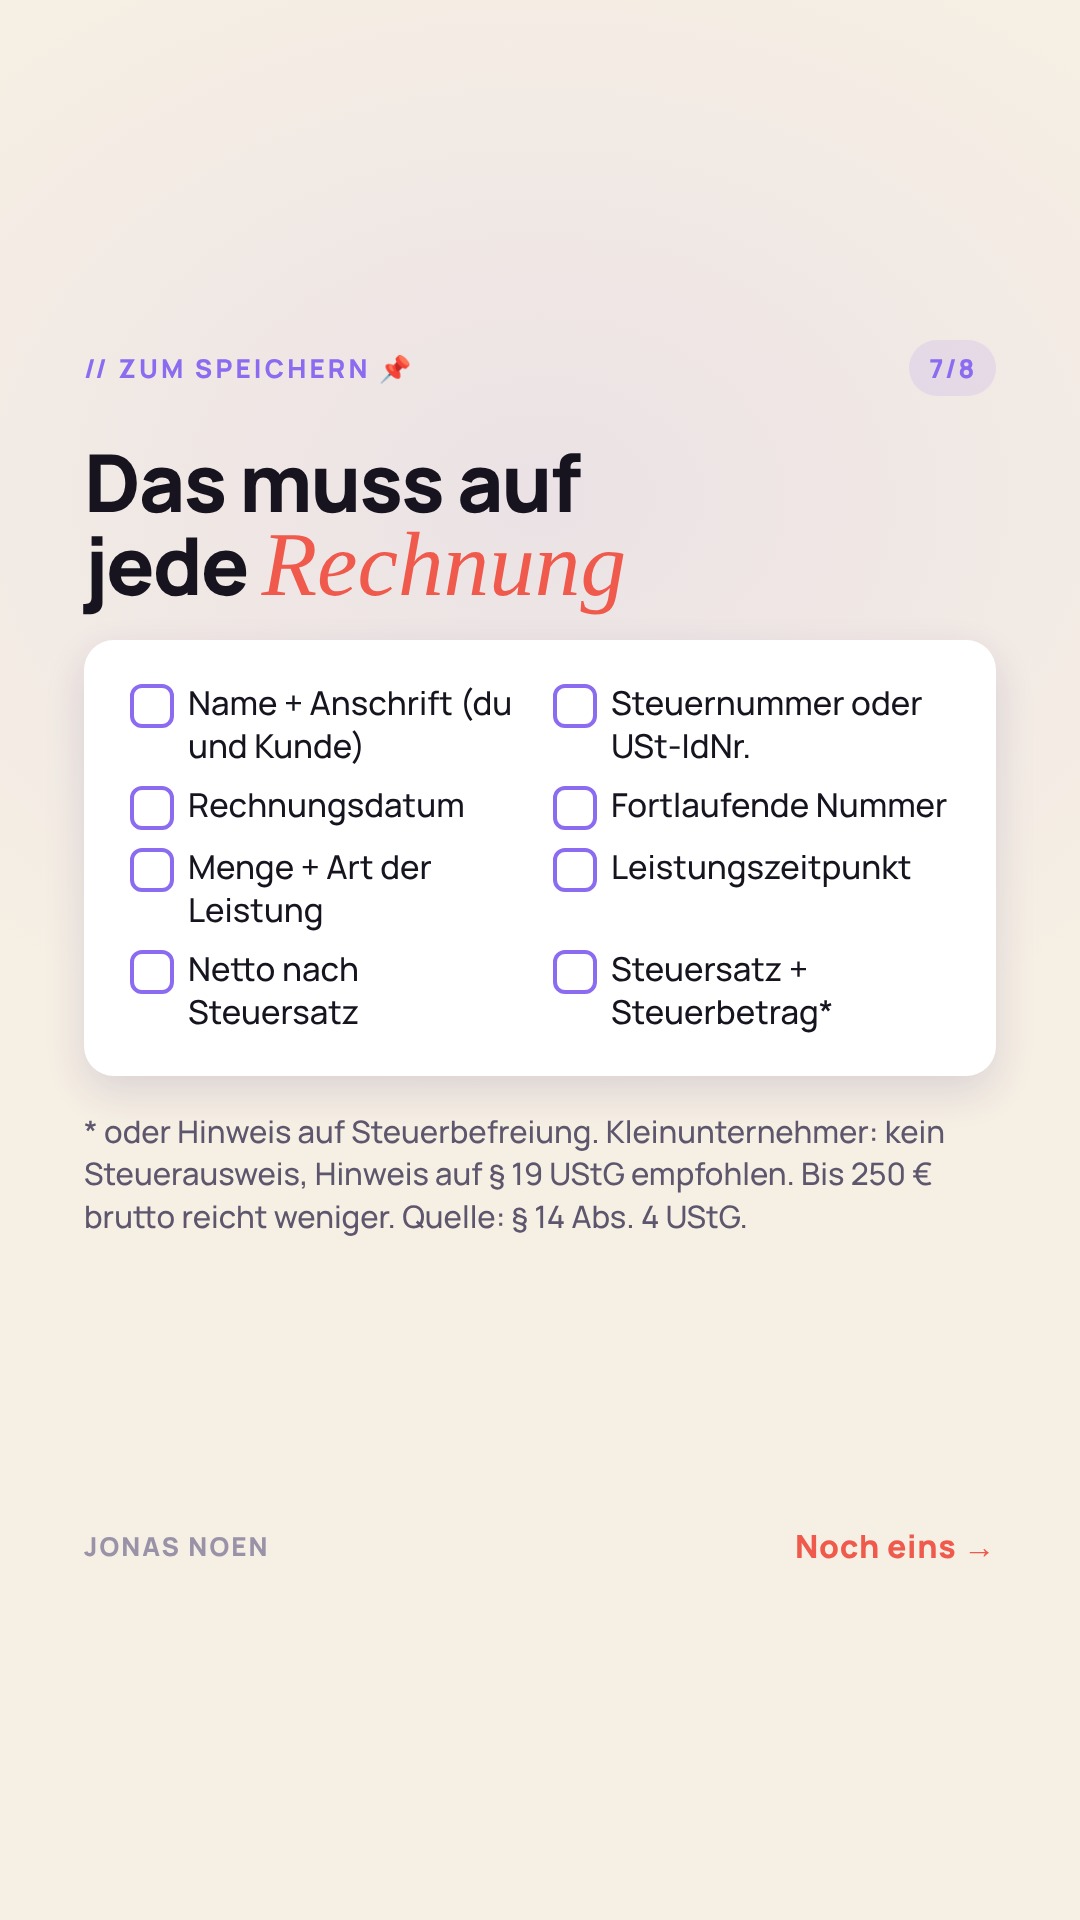 // ZUM SPEICHERN 📌
7/8
Das muss auf
jede Rechnung
Name + Anschrift (du
und Kunde)
Steuernummer oder
USt-IdNr.
Rechnungsdatum
Fortlaufende Nummer
Menge + Art der
Leistung
Leistungszeitpunkt
Netto nach
Steuersatz
Steuersatz +
Steuerbetrag*
* oder Hinweis auf Steuerbefreiung. Kleinunternehmer: kein
Steuerausweis, Hinweis auf § 19 UStG empfohlen. Bis 250 €
brutto reicht weniger. Quelle: § 14 Abs. 4 UStG.
JONAS NOEN
Noch eins →